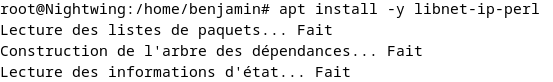 root@Nightwing:/home/benjamin# apt install -y libnet-ip-perl
Lecture des listes de paquets... Fait
Construction de l'arbre des dépendances... Fait
Lecture des informations d'état... Fait